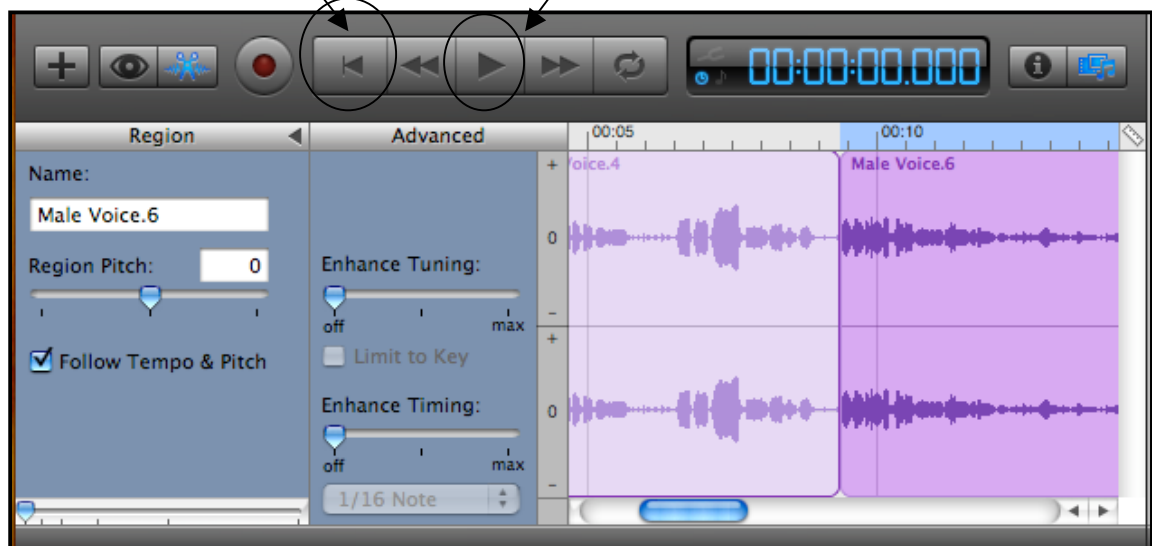 00:00:00.000
Region
Advanced
00:05
00:10
Name:
Male Voice.6
Region Pitch:
0
Follow Tempo & Pitch
Enhance Tuning:
off
max
Limit to Key
Enhance Timing:
off
max
1/16 Note
+
0
-
+
0
-
oice.4
Male Voice.6